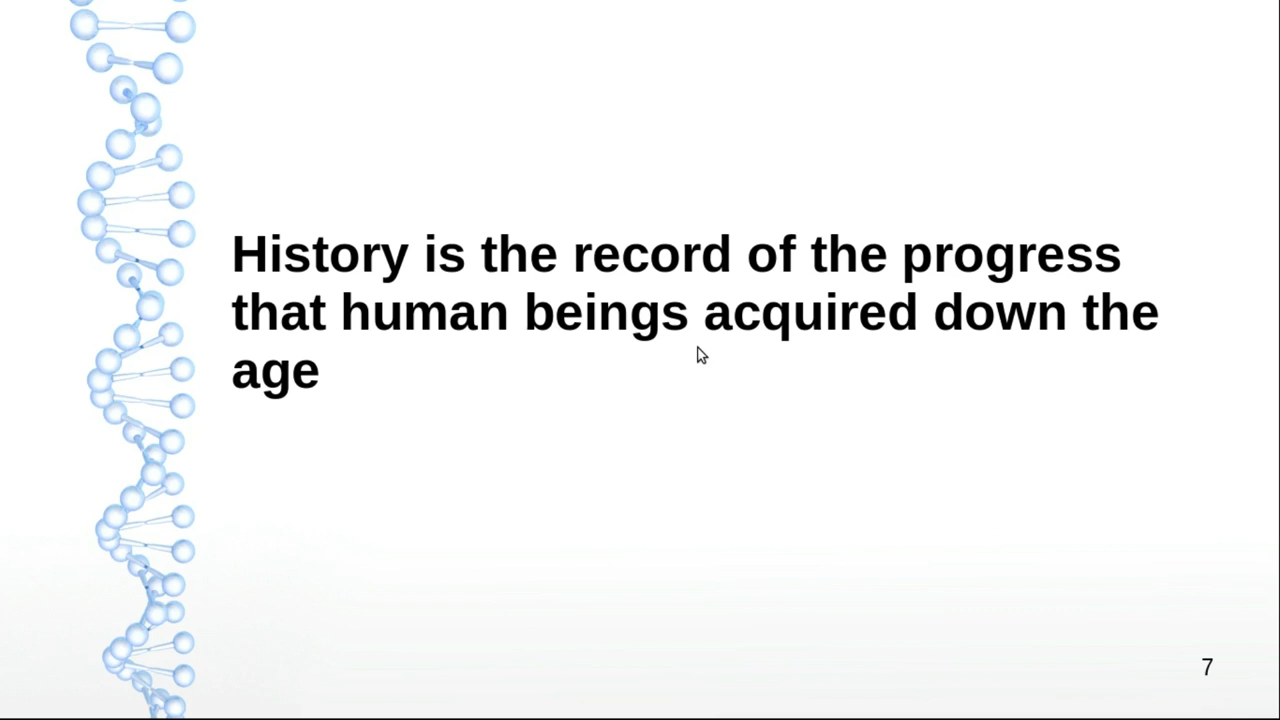 History is the record of the progress
that human beings acquired down the
age
7